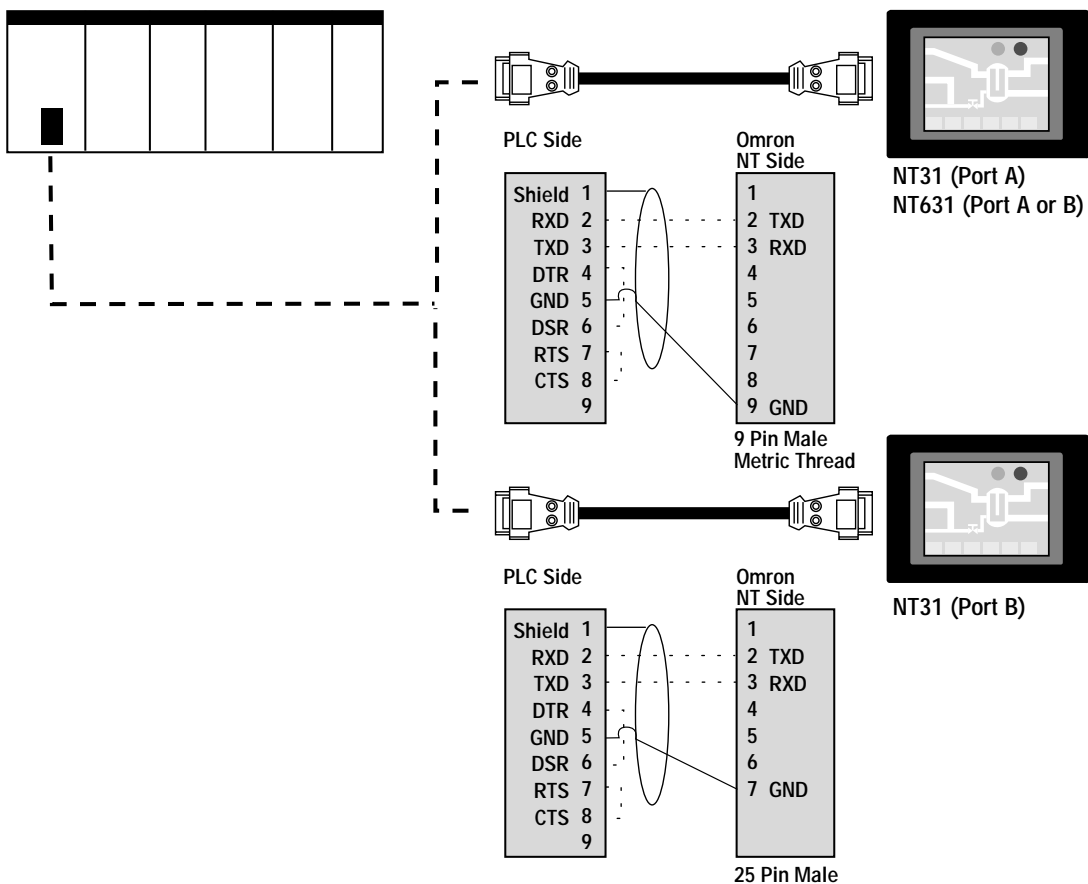 PLC Side
Omron
NT Side
Shield 1
RXD 2
TXD 3
DTR 4
GND 5
DSR 6
RTS 7
CTS 8
9
1
2 TXD
3 RXD
4
5
6
7
8
9 GND
9 Pin Male
Metric Thread
NT31 (Port A)
NT631 (Port A or B)
PLC Side
Omron
NT Side
Shield 1
RXD 2
TXD 3
DTR 4
GND 5
DSR 6
RTS 7
CTS 8
9
1
2 TXD
3 RXD
4
5
6
7 GND
25 Pin Male
NT31 (Port B)